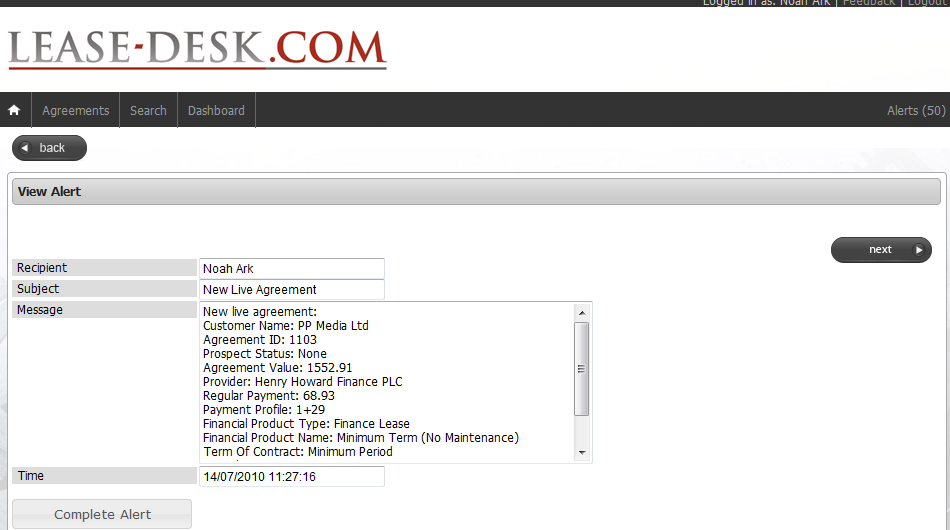 Logged in as: Noah Ark | Feedback | Logout
LEASE-DESK.COM
Agreements Search Dashboard Alerts (50)
back
View Alert
next
Recipient Noah Ark
Subject New Live Agreement
Message New live agreement:
Customer Name: PP Media Ltd
Agreement ID: 1103
Prospect Status: None
Agreement Value: 1552.91
Provider: Henry Howard Finance PLC
Regular Payment: 68.93
Payment Profile: 1+29
Financial Product Type: Finance Lease
Financial Product Name: Minimum Term (No Maintenance)
Term Of Contract: Minimum Period
Time 14/07/2010 11:27:16
Complete Alert